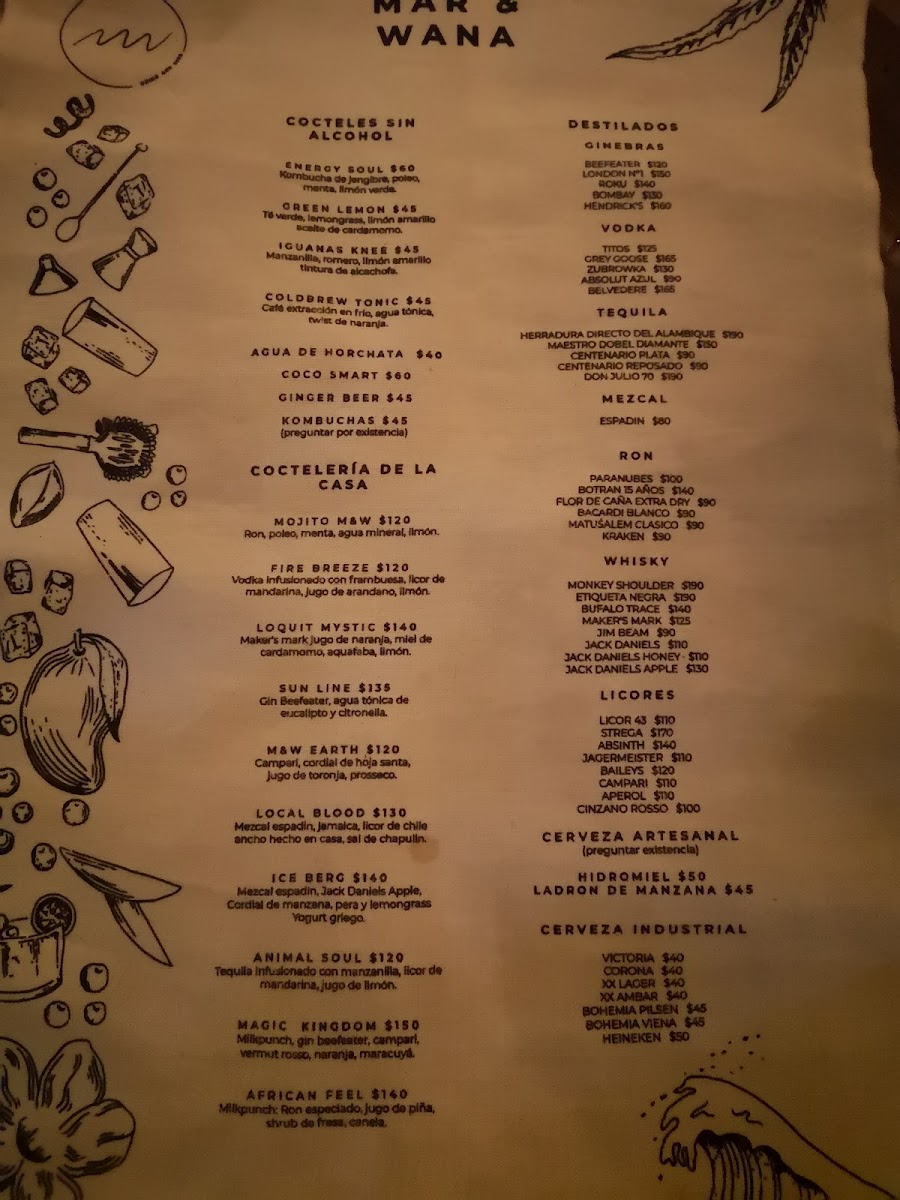 MAR &
WANA
COCTELES SIN
ALCOHOL
ENERGY SOUL $60
Kombucha de jengibre, poleo,
menta, limón verde.
GREEN LEMON $45
Té verde, lemongrass, limón amarillo
aceite de cardamomo.
IGUANAS KNEE $45
Manzanilla, romero, limón amarillo
tintura de alcachofa.
COLDBREW TONIC $45
Café extracción en frío, agua tónica,
twist de naranja.
AGUA DE HORCHATA $40
COCO SMART $60
GINGER BEER $45
KOMBUCHAS $45
(preguntar por existencia)
COCTELERÍA DE LA
CASA
MOJITO M&W $120
Ron, poleo, menta, agua mineral, limón.
FIRE BREEZE $120
Vodka infusionado con frambuesa, licor de
mandarina, jugo de arandano, limón.
LOQUIT MYSTIC $140
Maker's mark jugo de naranja, miel de
cardamomo, aquafaba, limón.
SUN LINE $135
Gin Beefeater, agua tónica de
eucalipto y citronella.
M&W EARTH $120
Campari, cordial de hoja santa,
jugo de toronja, prosseco.
LOCAL BLOOD $130
Mezcal espadin, jamaica, licor de chile
ancho hecho en casa, sal de chapulin.
ICE BERG $140
Mezcal espadin, Jack Daniels Apple,
Cordial de manzana, pera y lemongrass
Yogurt griego.
ANIMAL SOUL $120
Tequila infusionado con manzanilla, licor de
mandarina, jugo de limón.
MAGIC KINGDOM $150
Milkpunch, gin beefeater, campari,
vermut rosso, naranja, maracuyá.
AFRICAN FEEL $140
Milkpunch: Ron especiado, jugo de piña,
shrub de fresa, canela.
DESTILADOS
GINEBRAS
BEEFEATER $120
LONDON N°1 $150
ROKU $140
BOMBAY $130
HENDRICK'S $160
VODKA
TITOS $125
GREY GOOSE $165
ZUBROWKA $130
ABSOLUT AZUL $90
BELVEDERE $165
TEQUILA
HERRADURA DIRECTO DEL ALAMBIQUE $190
MAESTRO DOBEL DIAMANTE $150
CENTENARIO PLATA $90
CENTENARIO REPOSADO $90
DON JULIO 70 $190
MEZCAL
ESPADIN $80
RON
PARANUBES $100
BOTRAN 15 AÑOS $140
FLOR DE CAÑA EXTRA DRY $90
BACARDI BLANCO $90
MATUSALEM CLASICO $90
KRAKEN $90
WHISKY
MONKEY SHOULDER $190
ETIQUETA NEGRA $190
BUFALO TRACE $140
MAKER'S MARK $125
JIM BEAM $90
JACK DANIELS $110
JACK DANIELS HONEY $110
JACK DANIELS APPLE $130
LICORES
LICOR 43 $110
STREGA $170
ABSINTH $140
JAGERMEISTER $110
BAILEYS $120
CAMPARI $110
APEROL $110
CINZANO ROSSO $100
CERVEZA ARTESANAL
(preguntar existencia)
HIDROMIEL $50
LADRON DE MANZANA $45
CERVEZA INDUSTRIAL
VICTORIA $40
CORONA $40
XX LAGER $40
XX AMBAR $40
BOHEMIA PILSEN $45
BOHEMIA VIENA $45
HEINEKEN $50